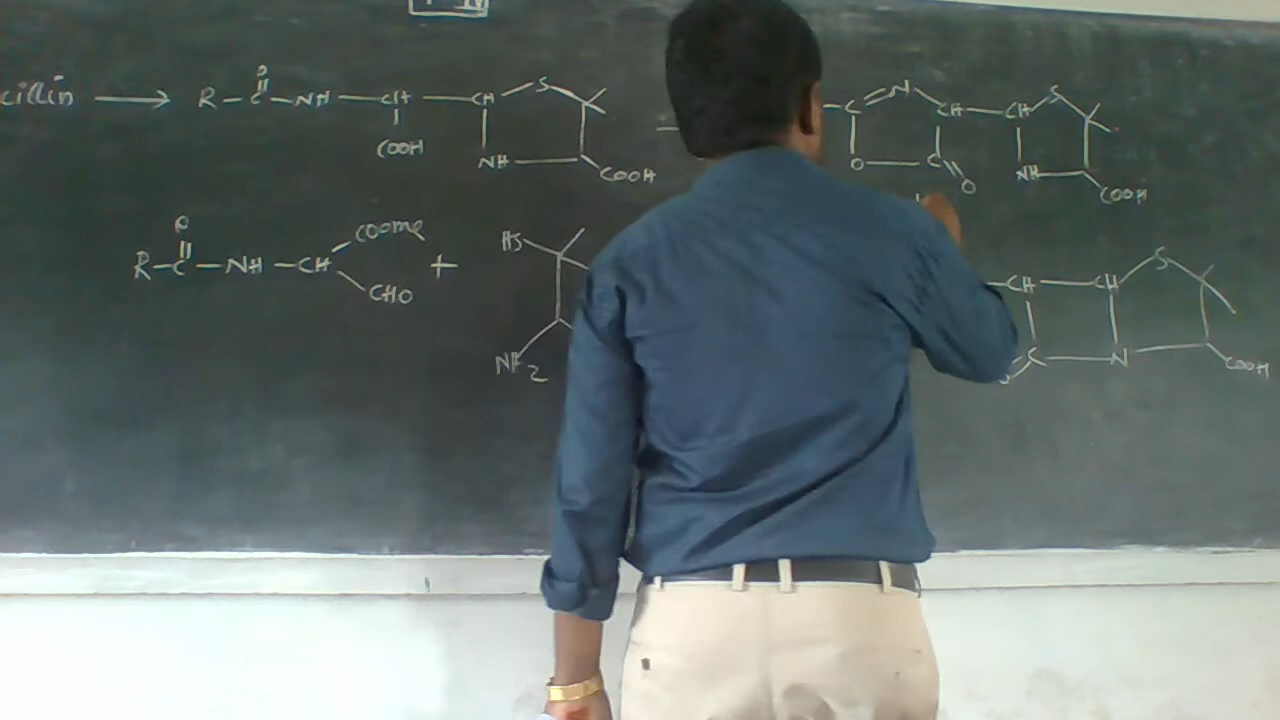 cillin → R-C-NH-CH-CH S C=N CH-CH S
O
COOH NH COOH O C O NH COOH
R-C-NH-CH COOMe + HS CH-CH S
O
CHO NH2 C N COOH